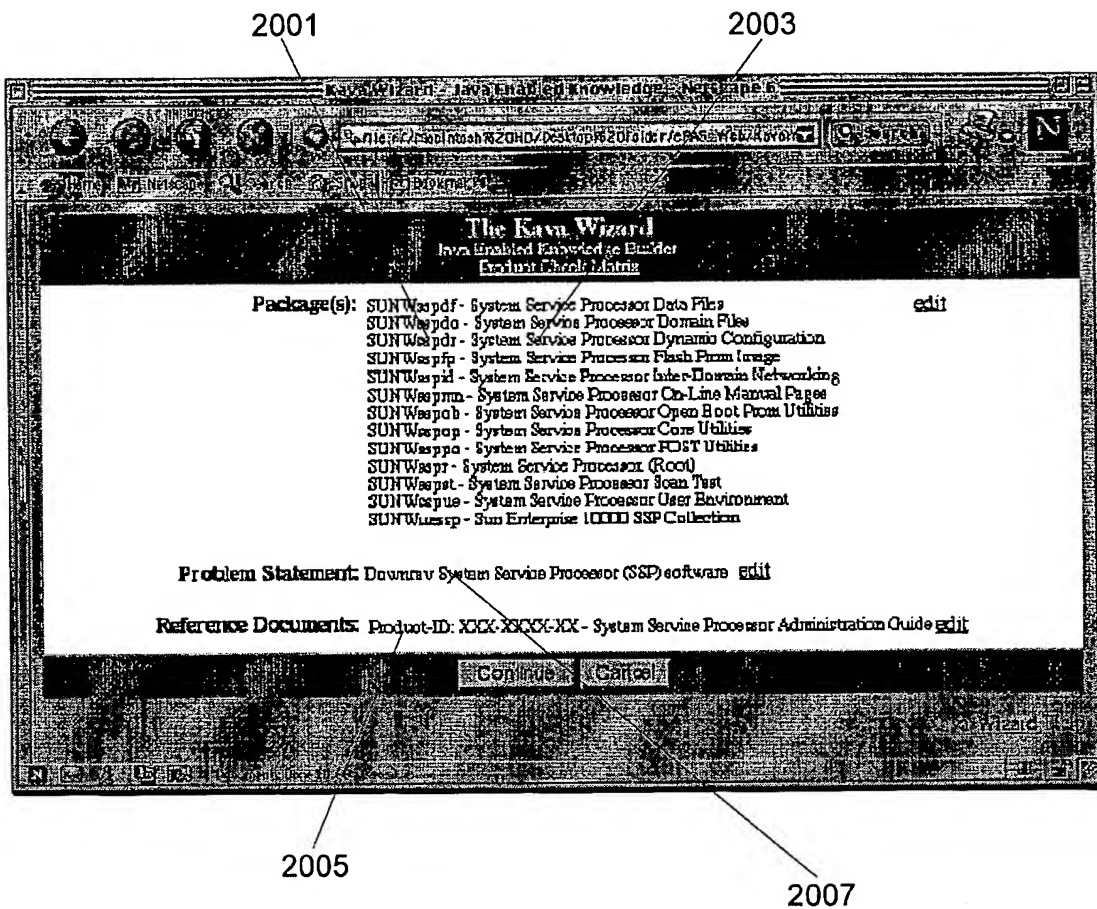 2001
2003
Kava Wizard - Java Enabled Knowledge - Netscape 6
Search
Home My Netscape Search
The Kava Wizard
Java Enabled Knowledge Builder
Product Check Matrix
Package(s): SUNWsspdf - System Service Processor Data Files edit
SUNWsspdo - System Service Processor Domain Files
SUNWsspdr - System Service Processor Dynamic Configuration
SUNWsspfp - System Service Processor Flash Prom Image
SUNWsspid - System Service Processor Inter-Domain Networking
SUNWsspmn - System Service Processor On-Line Manual Pages
SUNWsspob - System Service Processor Open Boot Prom Utilities
SUNWsspop - System Service Processor Core Utilities
SUNWssppo - System Service Processor POST Utilities
SUNWsspr - System Service Processor (Root)
SUNWsspst - System Service Processor Scan Test
SUNWsspue - System Service Processor User Environment
SUNWuessp - Sun Enterprise 10000 SSP Collection
Problem Statement: Downrev System Service Processor (SSP) software edit
Reference Documents: Product-ID: XXX-XXXX-XX - System Service Processor Administration Guide edit
Continue Cancel
Wizard
2005
2007